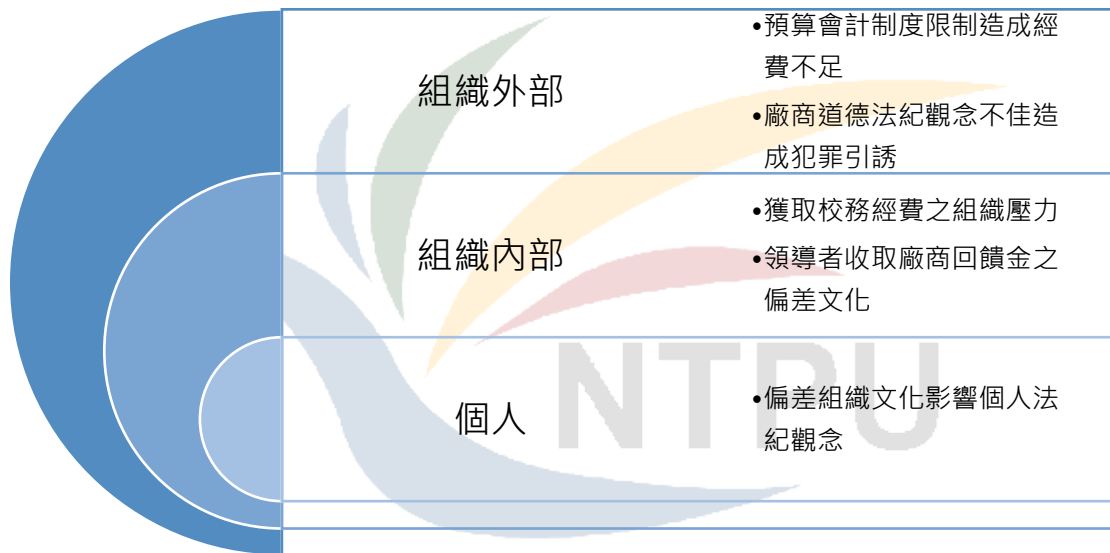 組織外部
•預算會計制度限制造成經
費不足
•廠商道德法紀觀念不佳造
成犯罪引誘
組織內部
•獲取校務經費之組織壓力
•領導者收取廠商回饋金之
偏差文化
個人
•偏差組織文化影響個人法
紀觀念
NTPU